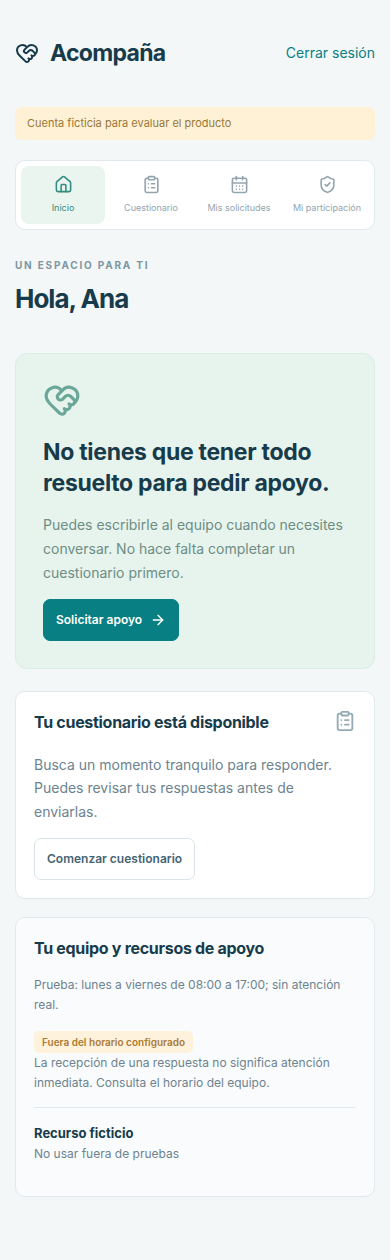 Acompaña
Cerrar sesión
Cuenta ficticia para evaluar el producto
Inicio
Cuestionario
Mis solicitudes
Mi participación
UN ESPACIO PARA TI
Hola, Ana
No tienes que tener todo
resuelto para pedir apoyo.
Puedes escribirle al equipo cuando necesites
conversar. No hace falta completar un
cuestionario primero.
Solicitar apoyo
Tu cuestionario está disponible
Busca un momento tranquilo para responder.
Puedes revisar tus respuestas antes de
enviarlas.
Comenzar cuestionario
Tu equipo y recursos de apoyo
Prueba: lunes a viernes de 08:00 a 17:00; sin atención
real.
Fuera del horario configurado
La recepción de una respuesta no significa atención
inmediata. Consulta el horario del equipo.
Recurso ficticio
No usar fuera de pruebas